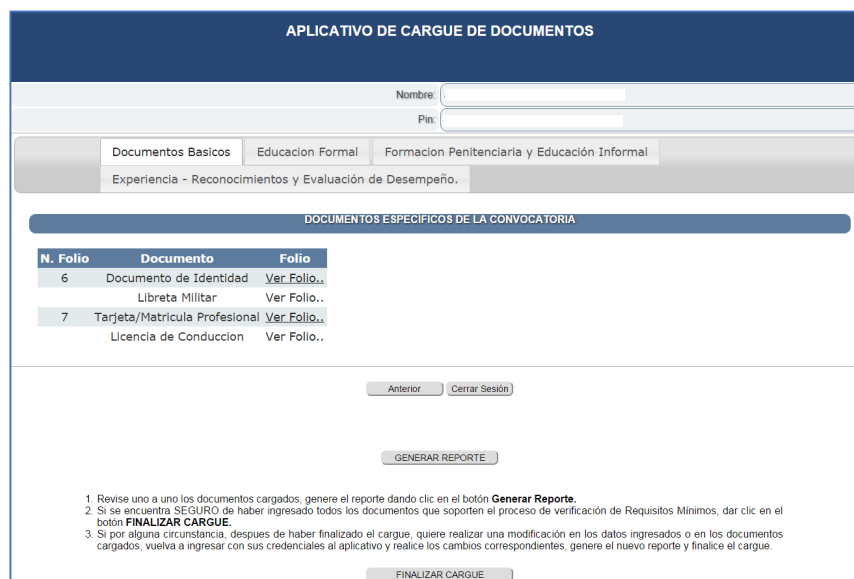 APLICATIVO DE CARGUE DE DOCUMENTOS
Nombre:
Pin:
Documentos Basicos Educacion Formal Formacion Penitenciaria y Educación Informal
Experiencia - Reconocimientos y Evaluación de Desempeño.
DOCUMENTOS ESPECÍFICOS DE LA CONVOCATORIA
N. Folio Documento Folio
6 Documento de Identidad Ver Folio..
Libreta Militar Ver Folio..
7 Tarjeta/Matricula Profesional Ver Folio..
Licencia de Conduccion Ver Folio..
Anterior Cerrar Sesión
GENERAR REPORTE
1. Revise uno a uno los documentos cargados, genere el reporte dando clic en el botón Generar Reporte.
2. Si se encuentra SEGURO de haber ingresado todos los documentos que soporten el proceso de verificación de Requisitos Mínimos, dar clic en el
botón FINALIZAR CARGUE.
3. Si por alguna circunstancia, despues de haber finalizado el cargue, quiere realizar una modificación en los datos ingresados o en los documentos
cargados, vuelva a ingresar con sus credenciales al aplicativo y realice los cambios correspondientes, genere el nuevo reporte y finalice el cargue.
FINALIZAR CARGUE